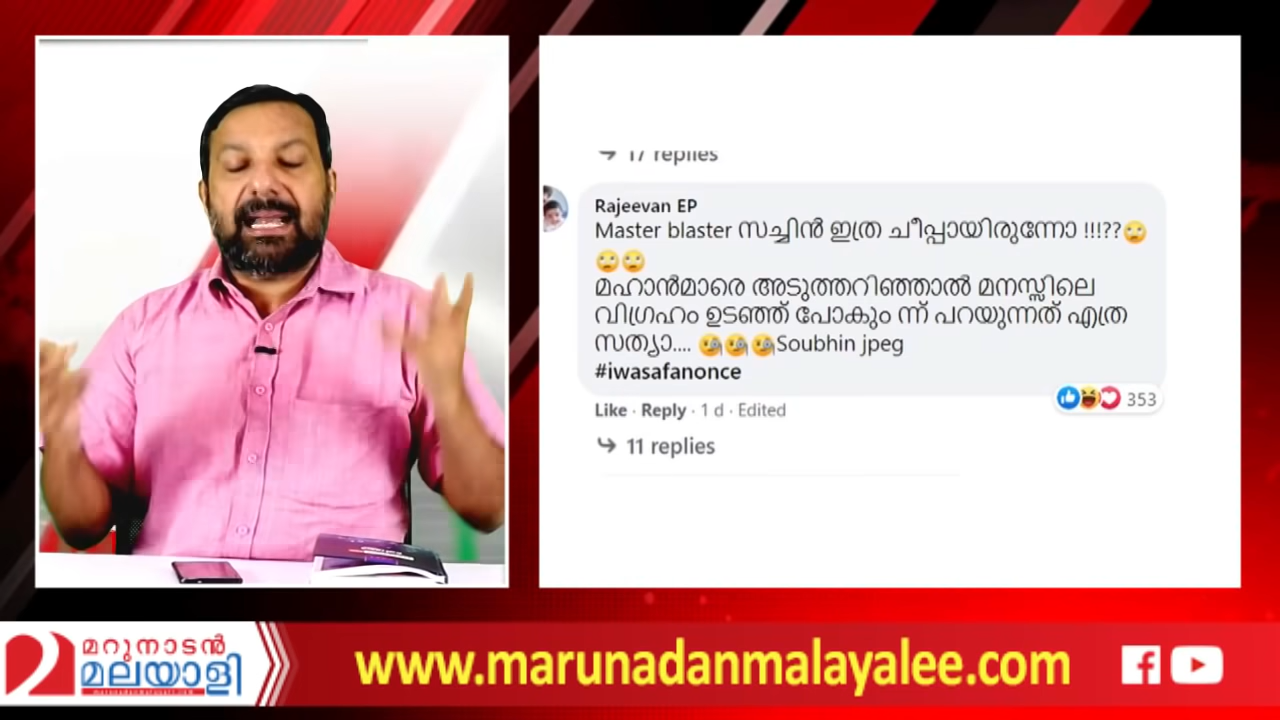 17 replies
Rajeevan EP
Master blaster സച്ചിൻ ഇത്ര ചീപ്പായിരുന്നോ !!!??🙄
🙄🙄
മഹാൻമാരെ അടുത്തറിഞ്ഞാൽ മനസ്സിലെ
വിഗ്രഹം ഉടഞ്ഞ് പോകും ന്ന് പറയുന്നത് എത്ര
സത്യാ.... 🧐🧐🧐Soubhin jpeg
#iwasafanonce
353
Like · Reply · 1 d · Edited
11 replies
മറുനാടൻ
മലയാളി
www.marunadanmalayalee.com